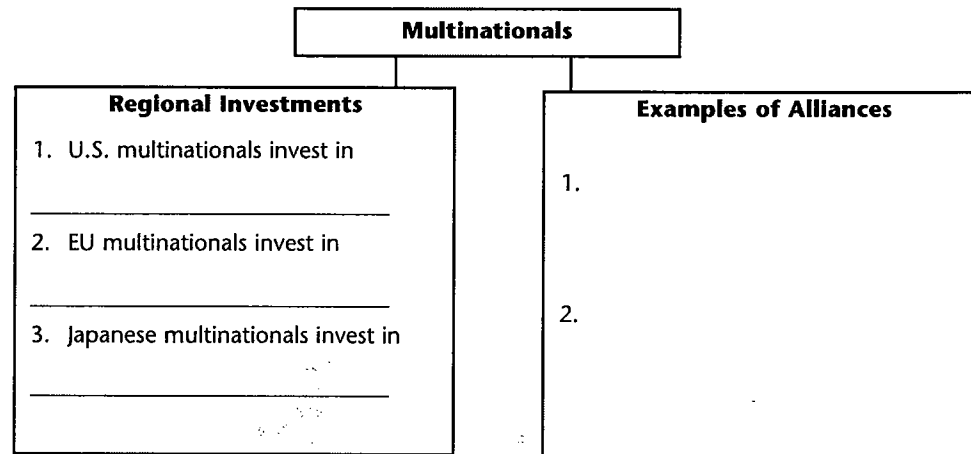 Multinationals
Regional Investments
1. U.S. multinationals invest in
2. EU multinationals invest in
3. Japanese multinationals invest in
Examples of Alliances
1.
2.